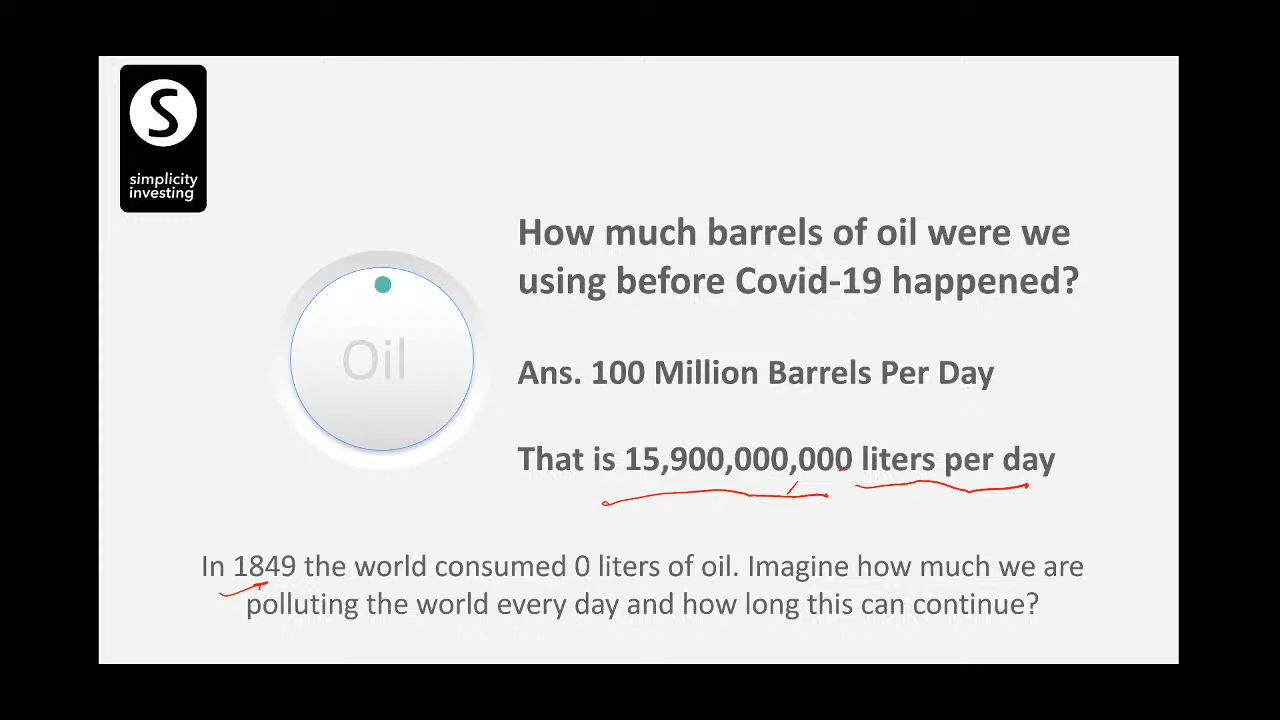 S
simplicity
investing
How much barrels of oil were we
using before Covid-19 happened?
Oil
Ans. 100 Million Barrels Per Day
That is 15,900,000,000 liters per day
In 1849 the world consumed 0 liters of oil. Imagine how much we are
polluting the world every day and how long this can continue?